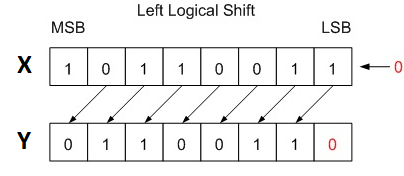 Left Logical Shift
MSB LSB
X 1 0 1 1 0 0 1 1 0
Y 0 1 1 0 0 1 1 0